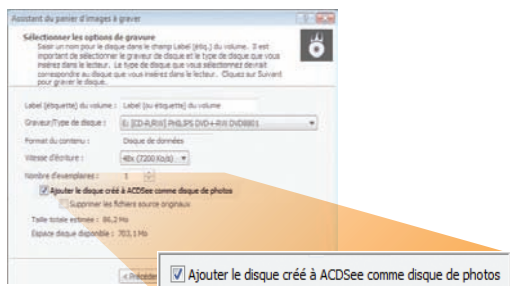 Assistant du panier d'images à graver
Sélectionner les options de gravure
Saisir un nom pour le disque dans le champ Label (étiq.) du volume. Il est
important de sélectionner le graveur de disque et le type de disque que vous
insérez dans le lecteur. Le type de disque que vous sélectionnez devrait
correspondre au disque que vous insérez dans le lecteur. Cliquez sur Suivant
pour graver le disque.
Label (étiquette) du volume : Label (ou étiquette) du volume
Graveur/Type de disque : E: [CD-R/RW] PHILIPS DVD++RW DVD8801
Format du contenu : Disque de données
Vitesse d'écriture : 48x (7200 Ko/s)
Nombre d'exemplaires : 1
Ajouter le disque créé à ACDSee comme disque de photos
Supprimer les fichiers source originaux
Taille totale estimée : 86,2 Mo
Espace disque disponible : 703,1 Mo
< Précédent
Ajouter le disque créé à ACDSee comme disque de photos